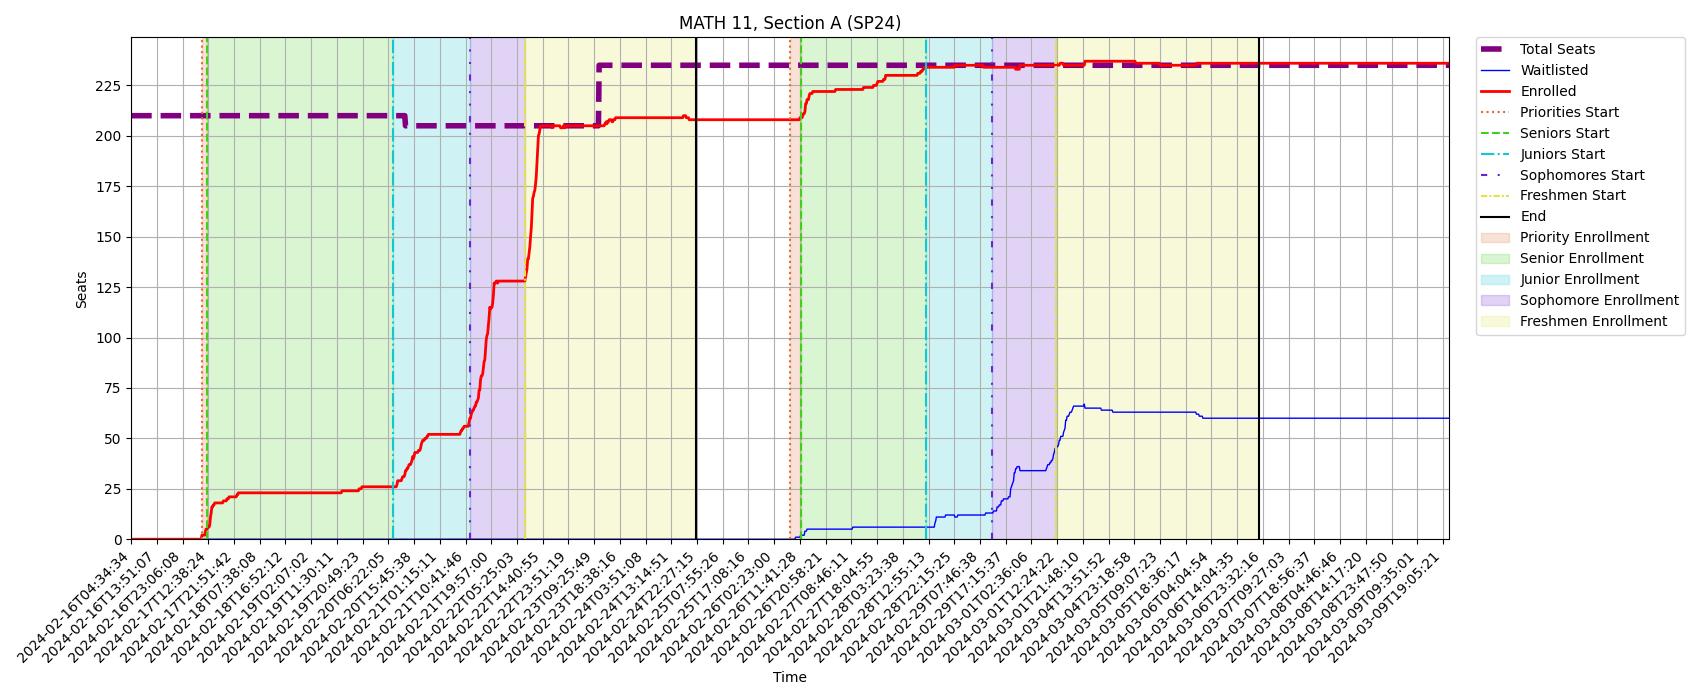 MATH 11, Section A (SP24)
Seats
225
200
175
150
125
100
75
50
25
0
2024-02-16T04:34:34
2024-02-16T13:51:07
2024-02-16T23:06:08
2024-02-17T12:38:24
2024-02-17T21:51:42
2024-02-18T07:38:08
2024-02-18T16:52:12
2024-02-19T02:07:02
2024-02-19T11:30:11
2024-02-19T20:49:23
2024-02-20T06:22:05
2024-02-20T15:45:38
2024-02-21T01:15:11
2024-02-21T10:41:46
2024-02-21T19:57:00
2024-02-22T05:25:03
2024-02-22T14:40:55
2024-02-22T23:51:19
2024-02-23T09:25:49
2024-02-23T18:38:16
2024-02-24T03:51:08
2024-02-24T13:14:51
2024-02-24T22:27:15
2024-02-25T07:55:26
2024-02-25T17:08:16
2024-02-26T02:23:00
2024-02-26T11:41:28
2024-02-26T20:58:21
2024-02-27T08:46:11
2024-02-27T18:04:55
2024-02-28T03:23:38
2024-02-28T12:55:13
2024-02-28T22:15:25
2024-02-29T07:46:38
2024-02-29T17:15:37
2024-03-01T02:36:06
2024-03-01T12:24:22
2024-03-01T21:48:10
2024-03-04T13:51:52
2024-03-04T23:18:58
2024-03-05T09:07:23
2024-03-05T18:36:17
2024-03-06T04:04:54
2024-03-06T14:04:35
2024-03-06T23:32:16
2024-03-07T09:27:03
2024-03-07T18:56:37
2024-03-08T04:46:46
2024-03-08T14:17:20
2024-03-08T23:47:50
2024-03-09T09:35:01
2024-03-09T19:05:21
Time
Total Seats
Waitlisted
Enrolled
Priorities Start
Seniors Start
Juniors Start
Sophomores Start
Freshmen Start
End
Priority Enrollment
Senior Enrollment
Junior Enrollment
Sophomore Enrollment
Freshmen Enrollment